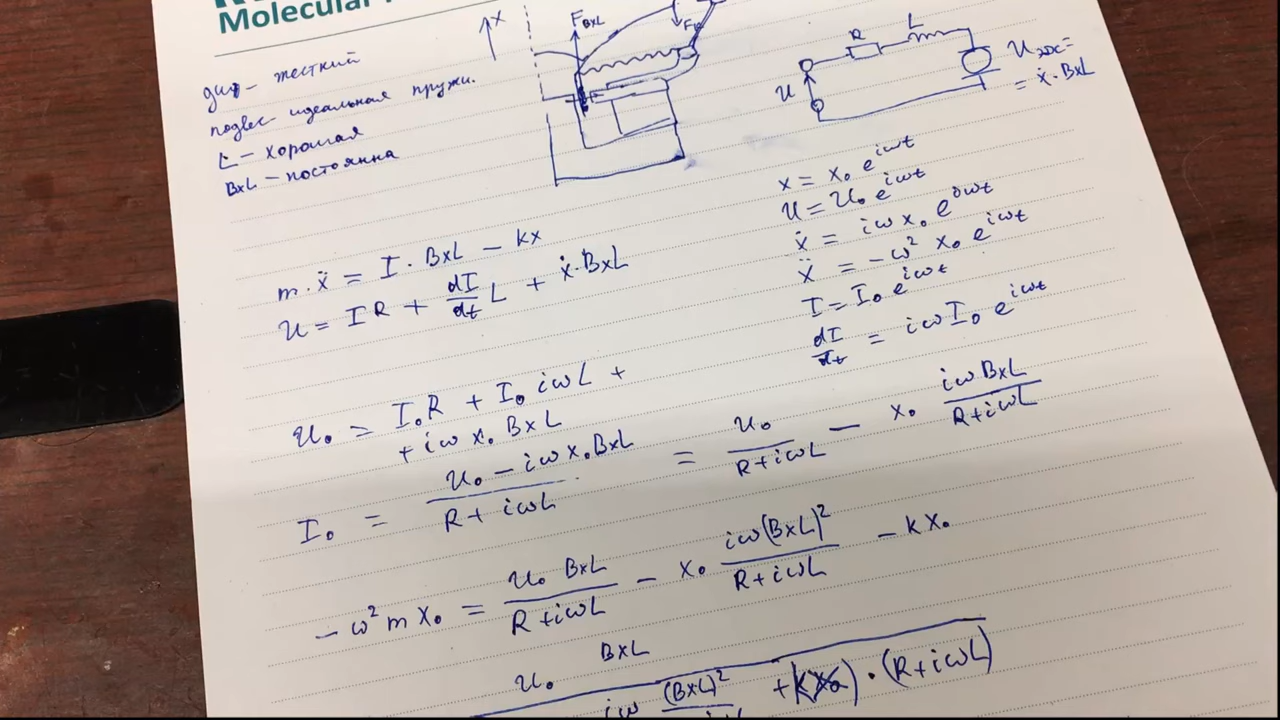 Molecular
x
F_BxL
R
L
U
U_эдс =
= ẋ · BxL
диф - жесткий
подвес идеальная пружи.
L - хорошая
BxL - постоянна
x = x₀ e^{iωt}
U = U₀ e^{iωt}
ẋ = iω x₀ e^{iωt}
ẍ = -ω² x₀ e^{iωt}
I = I₀ e^{iωt}
dI/dt = iω I₀ e^{iωt}
m · ẍ = I · BxL - kx
U = IR + dI/dt L + ẋ · BxL
U₀ = I₀R + I₀ iωL +
+ iω x₀ BxL
I₀ = (U₀ - iω x₀ BxL)/(R + iωL) = U₀/(R + iωL) - x₀ iωBxL/(R + iωL)
-ω² m x₀ = U₀ BxL/(R + iωL) - x₀ iω(BxL)²/(R + iωL) - kx₀
U₀ BxL
iω (BxL)² + k) · (R + iωL)